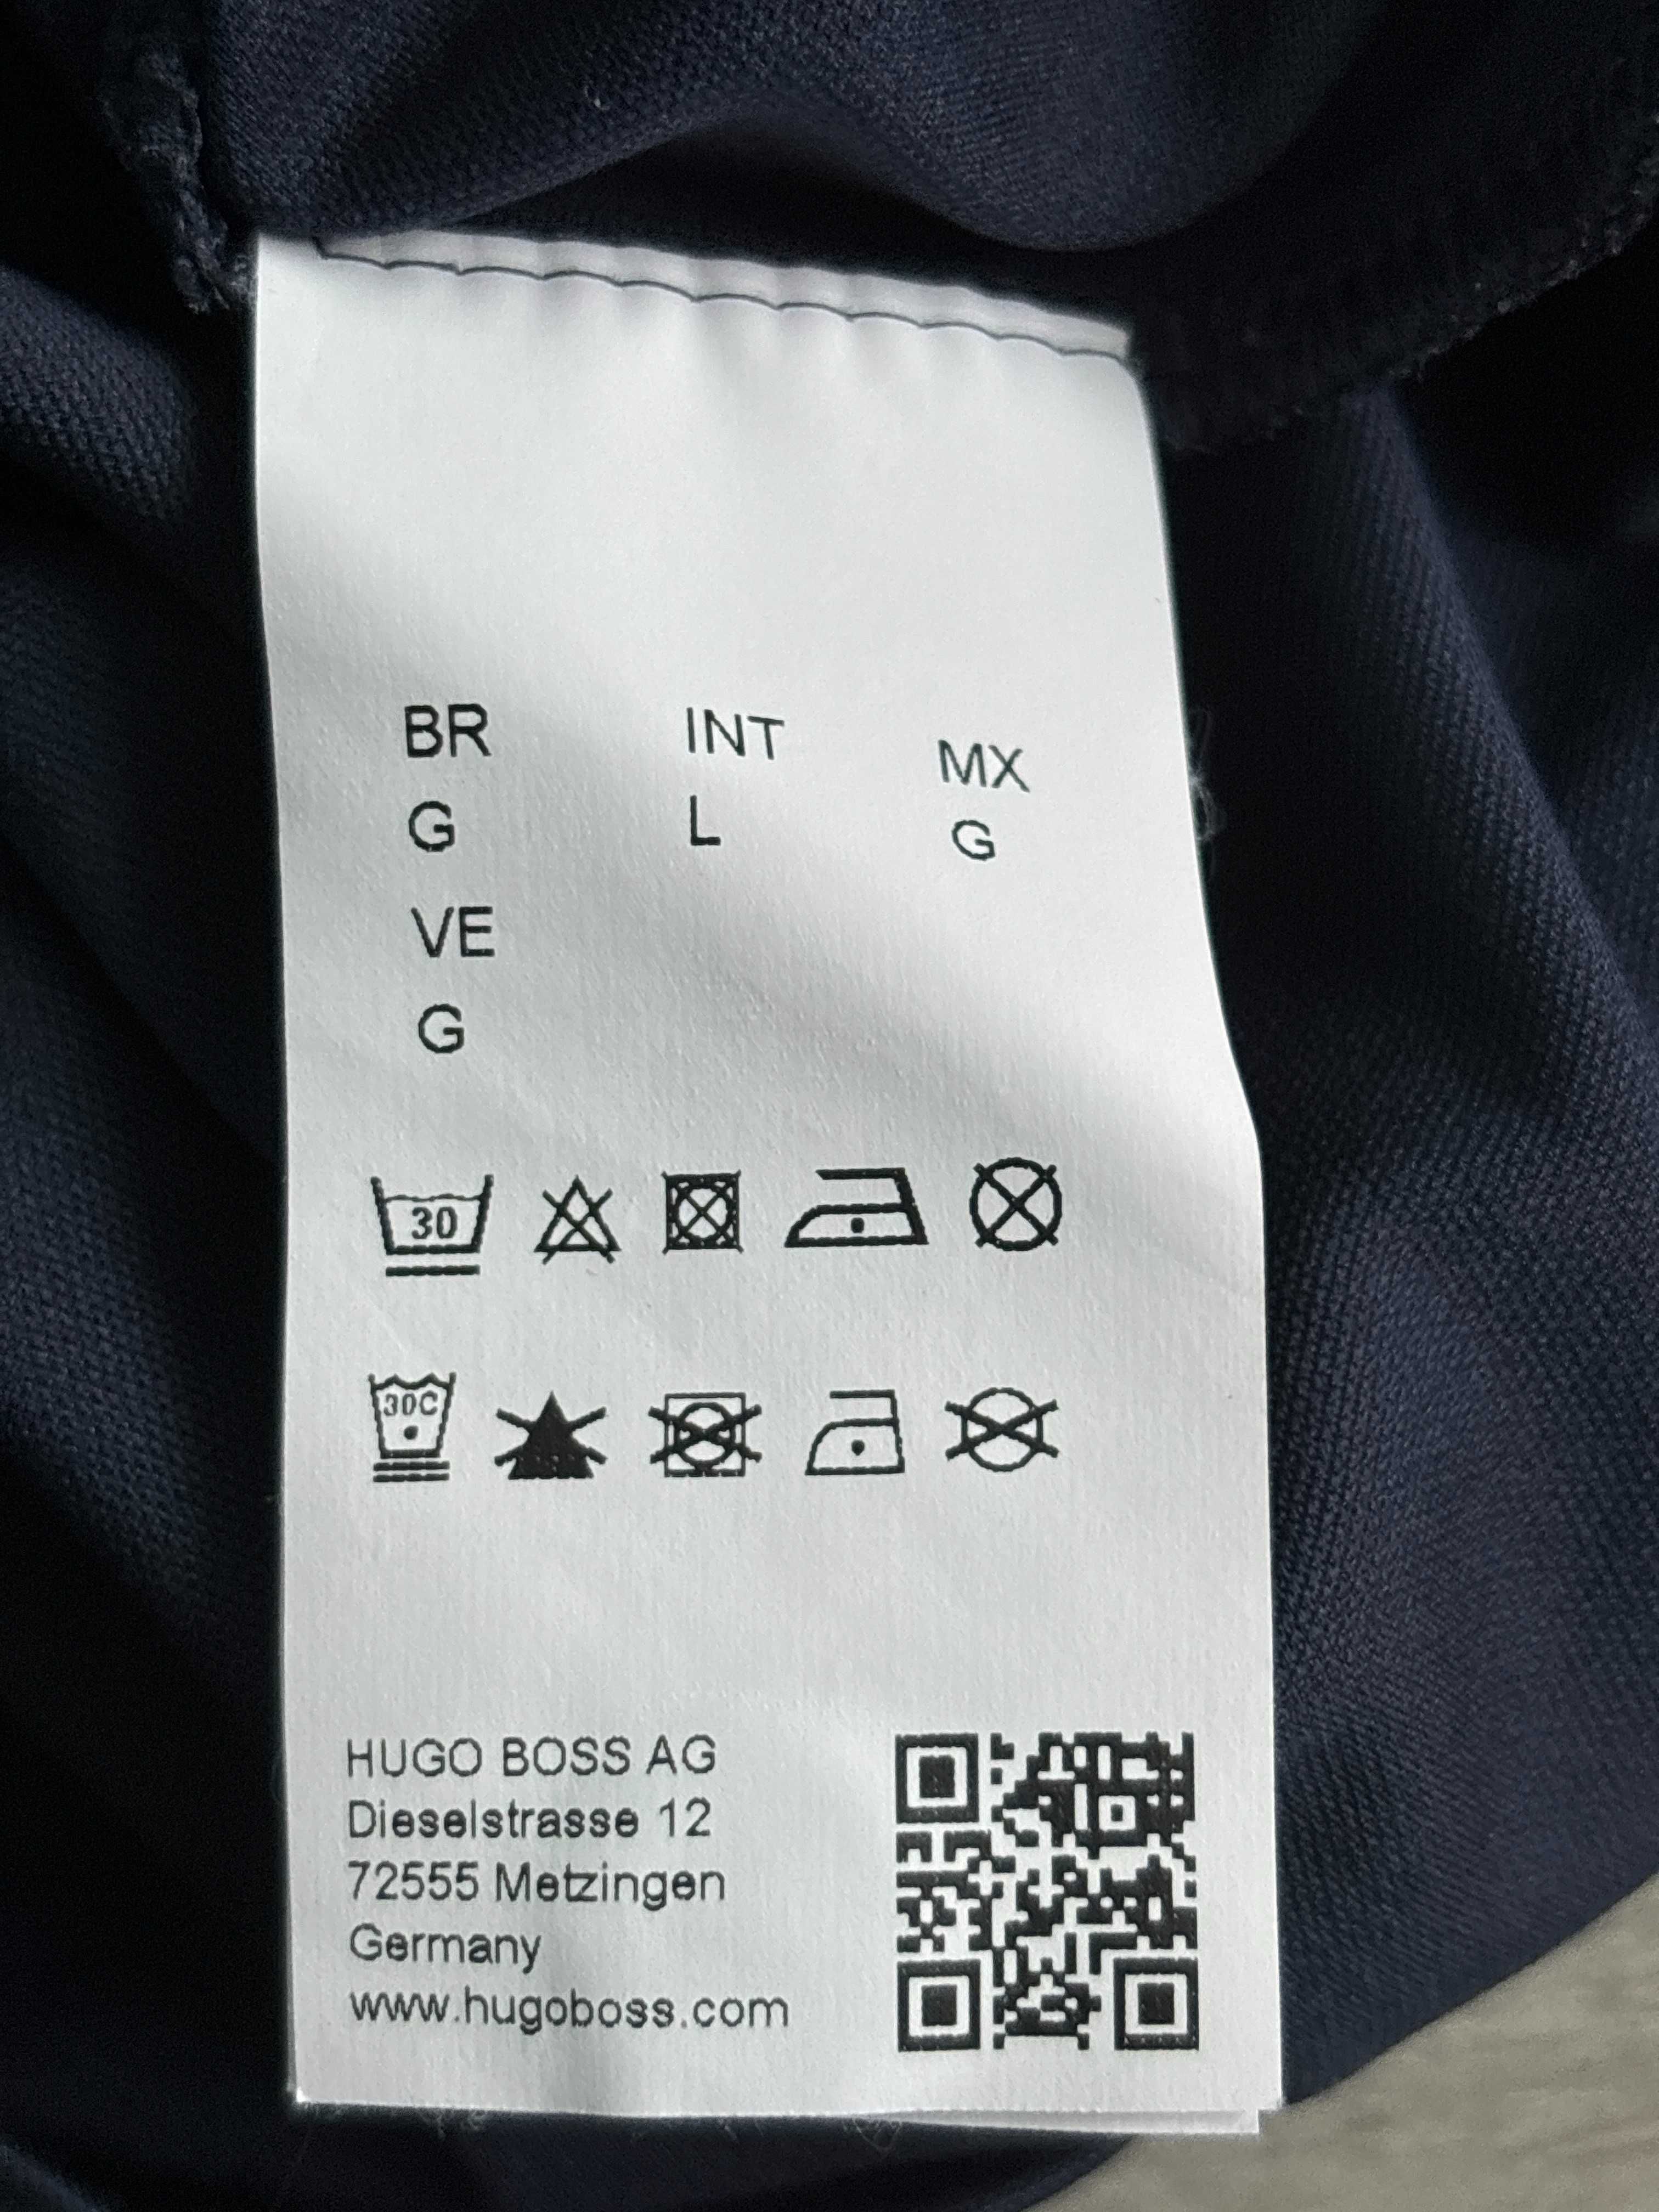 BR INT MX
G L G
VE
G
30
30C
HUGO BOSS AG
Dieselstrasse 12
72555 Metzingen
Germany
www.hugoboss.com